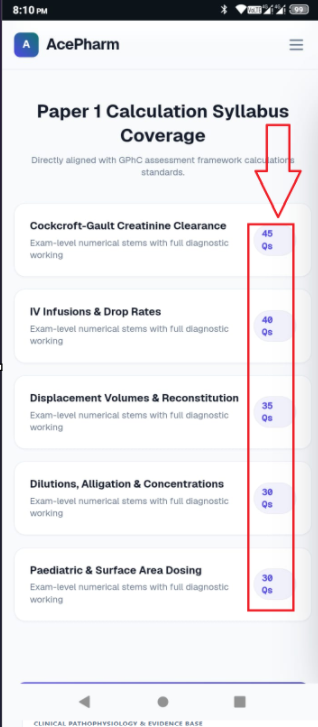 8:10 PM
VoLTE
4G
4G
99
A AcePharm
Paper 1 Calculation Syllabus
Coverage
Directly aligned with GPhC assessment framework calculations
standards.
Cockcroft-Gault Creatinine Clearance
Exam-level numerical stems with full diagnostic
working
45
Qs
IV Infusions & Drop Rates
Exam-level numerical stems with full diagnostic
working
40
Qs
Displacement Volumes & Reconstitution
Exam-level numerical stems with full diagnostic
working
35
Qs
Dilutions, Alligation & Concentrations
Exam-level numerical stems with full diagnostic
working
30
Qs
Paediatric & Surface Area Dosing
Exam-level numerical stems with full diagnostic
working
30
Qs
CLINICAL PATHOPHYSIOLOGY & EVIDENCE BASE